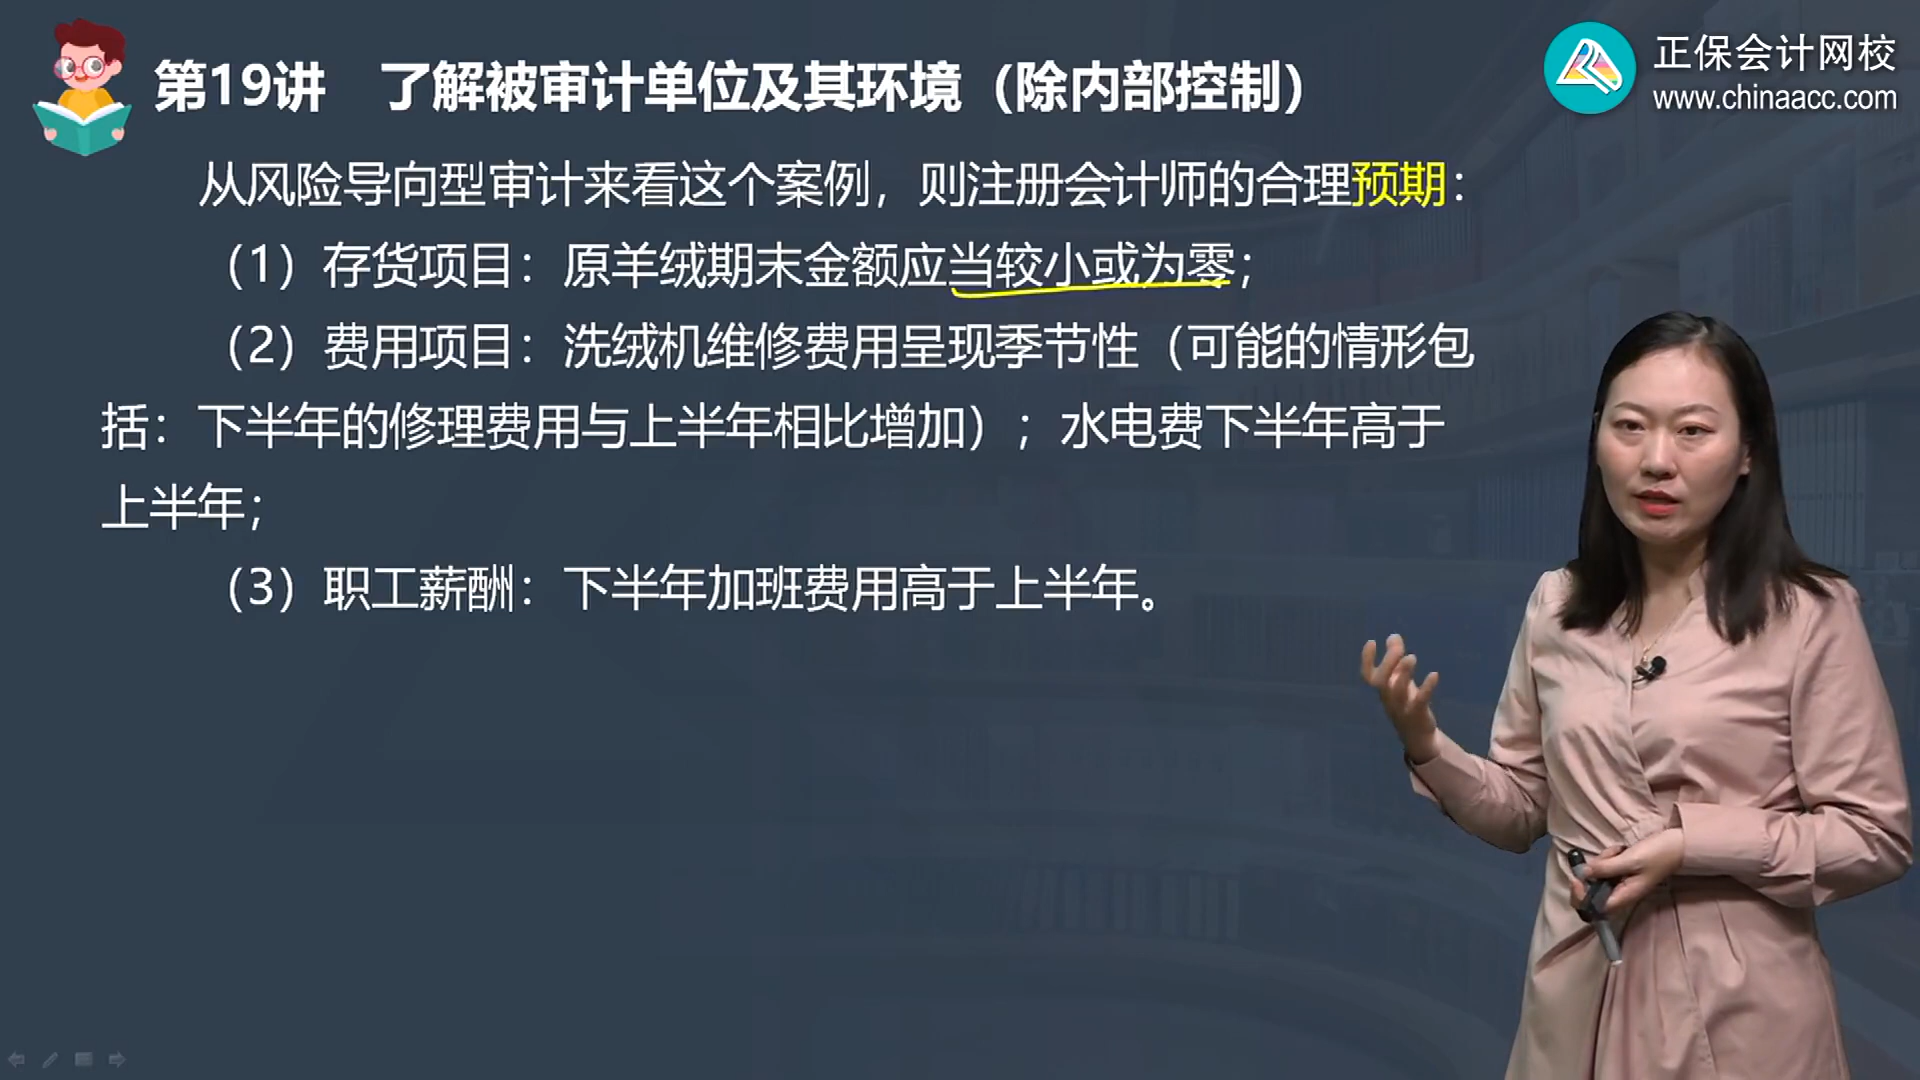 第19讲　了解被审计单位及其环境（除内部控制）
正保会计网校
www.chinaacc.com
从风险导向型审计来看这个案例，则注册会计师的合理预期：
（1）存货项目：原羊绒期末金额应当较小或为零；
（2）费用项目：洗绒机维修费用呈现季节性（可能的情形包
括：下半年的修理费用与上半年相比增加）；水电费下半年高于
上半年；
（3）职工薪酬：下半年加班费用高于上半年。